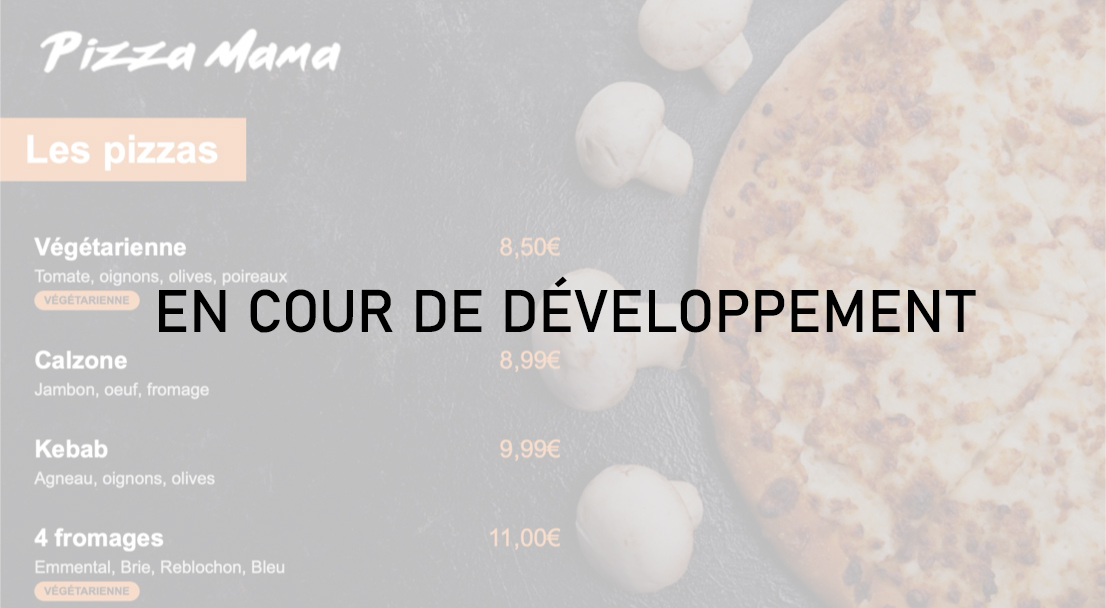 Pizza Mama
Les pizzas
Végétarienne 8,50€
Tomate, oignons, olives, poireaux
VÉGÉTARIENNE
EN COUR DE DÉVELOPPEMENT
Calzone 8,99€
Jambon, oeuf, fromage
Kebab 9,99€
Agneau, oignons, olives
4 fromages 11,00€
Emmental, Brie, Reblochon, Bleu
VÉGÉTARIENNE